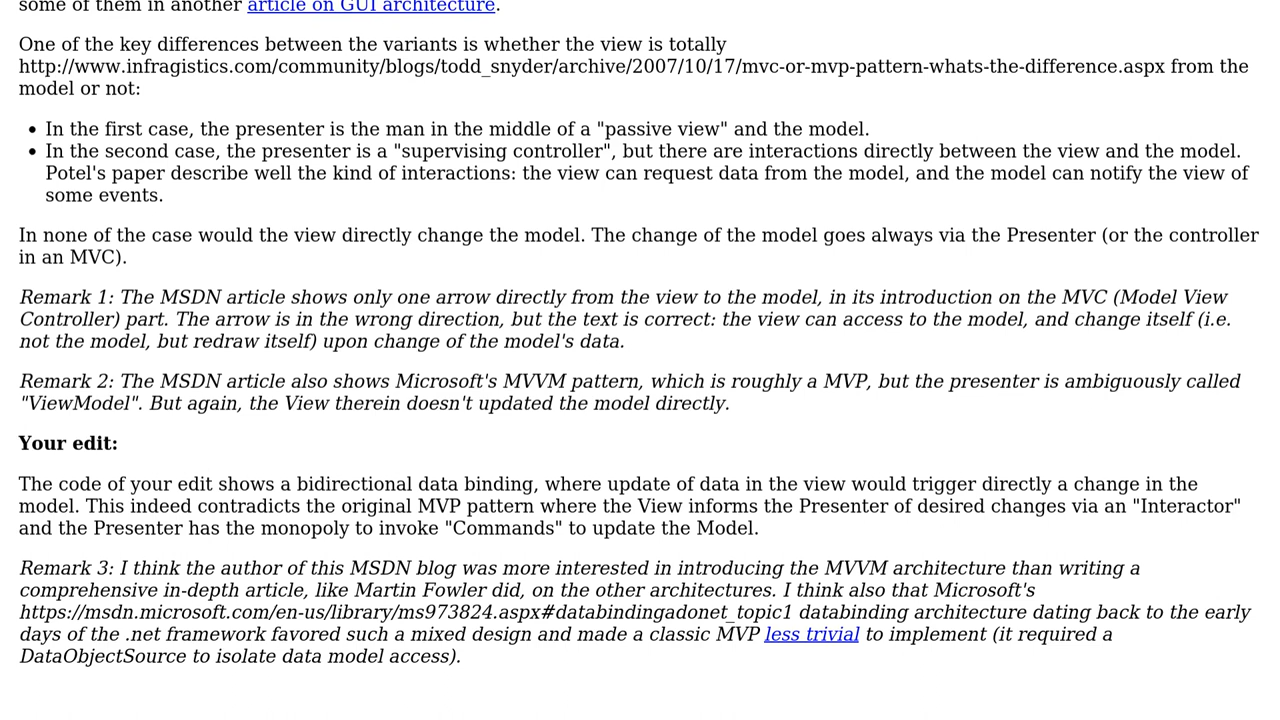 some of them in another article on GUI architecture.
One of the key differences between the variants is whether the view is totally
http://www.infragistics.com/community/blogs/todd_snyder/archive/2007/10/17/mvc-or-mvp-pattern-whats-the-difference.aspx from the
model or not:
• In the first case, the presenter is the man in the middle of a "passive view" and the model.
• In the second case, the presenter is a "supervising controller", but there are interactions directly between the view and the model.
Potel's paper describe well the kind of interactions: the view can request data from the model, and the model can notify the view of
some events.
In none of the case would the view directly change the model. The change of the model goes always via the Presenter (or the controller
in an MVC).
Remark 1: The MSDN article shows only one arrow directly from the view to the model, in its introduction on the MVC (Model View
Controller) part. The arrow is in the wrong direction, but the text is correct: the view can access to the model, and change itself (i.e.
not the model, but redraw itself) upon change of the model's data.
Remark 2: The MSDN article also shows Microsoft's MVVM pattern, which is roughly a MVP, but the presenter is ambiguously called
"ViewModel". But again, the View therein doesn't updated the model directly.
Your edit:
The code of your edit shows a bidirectional data binding, where update of data in the view would trigger directly a change in the
model. This indeed contradicts the original MVP pattern where the View informs the Presenter of desired changes via an "Interactor"
and the Presenter has the monopoly to invoke "Commands" to update the Model.
Remark 3: I think the author of this MSDN blog was more interested in introducing the MVVM architecture than writing a
comprehensive in-depth article, like Martin Fowler did, on the other architectures. I think also that Microsoft's
https://msdn.microsoft.com/en-us/library/ms973824.aspx#databindingadonet_topic1 databinding architecture dating back to the early
days of the .net framework favored such a mixed design and made a classic MVP less trivial to implement (it required a
DataObjectSource to isolate data model access).